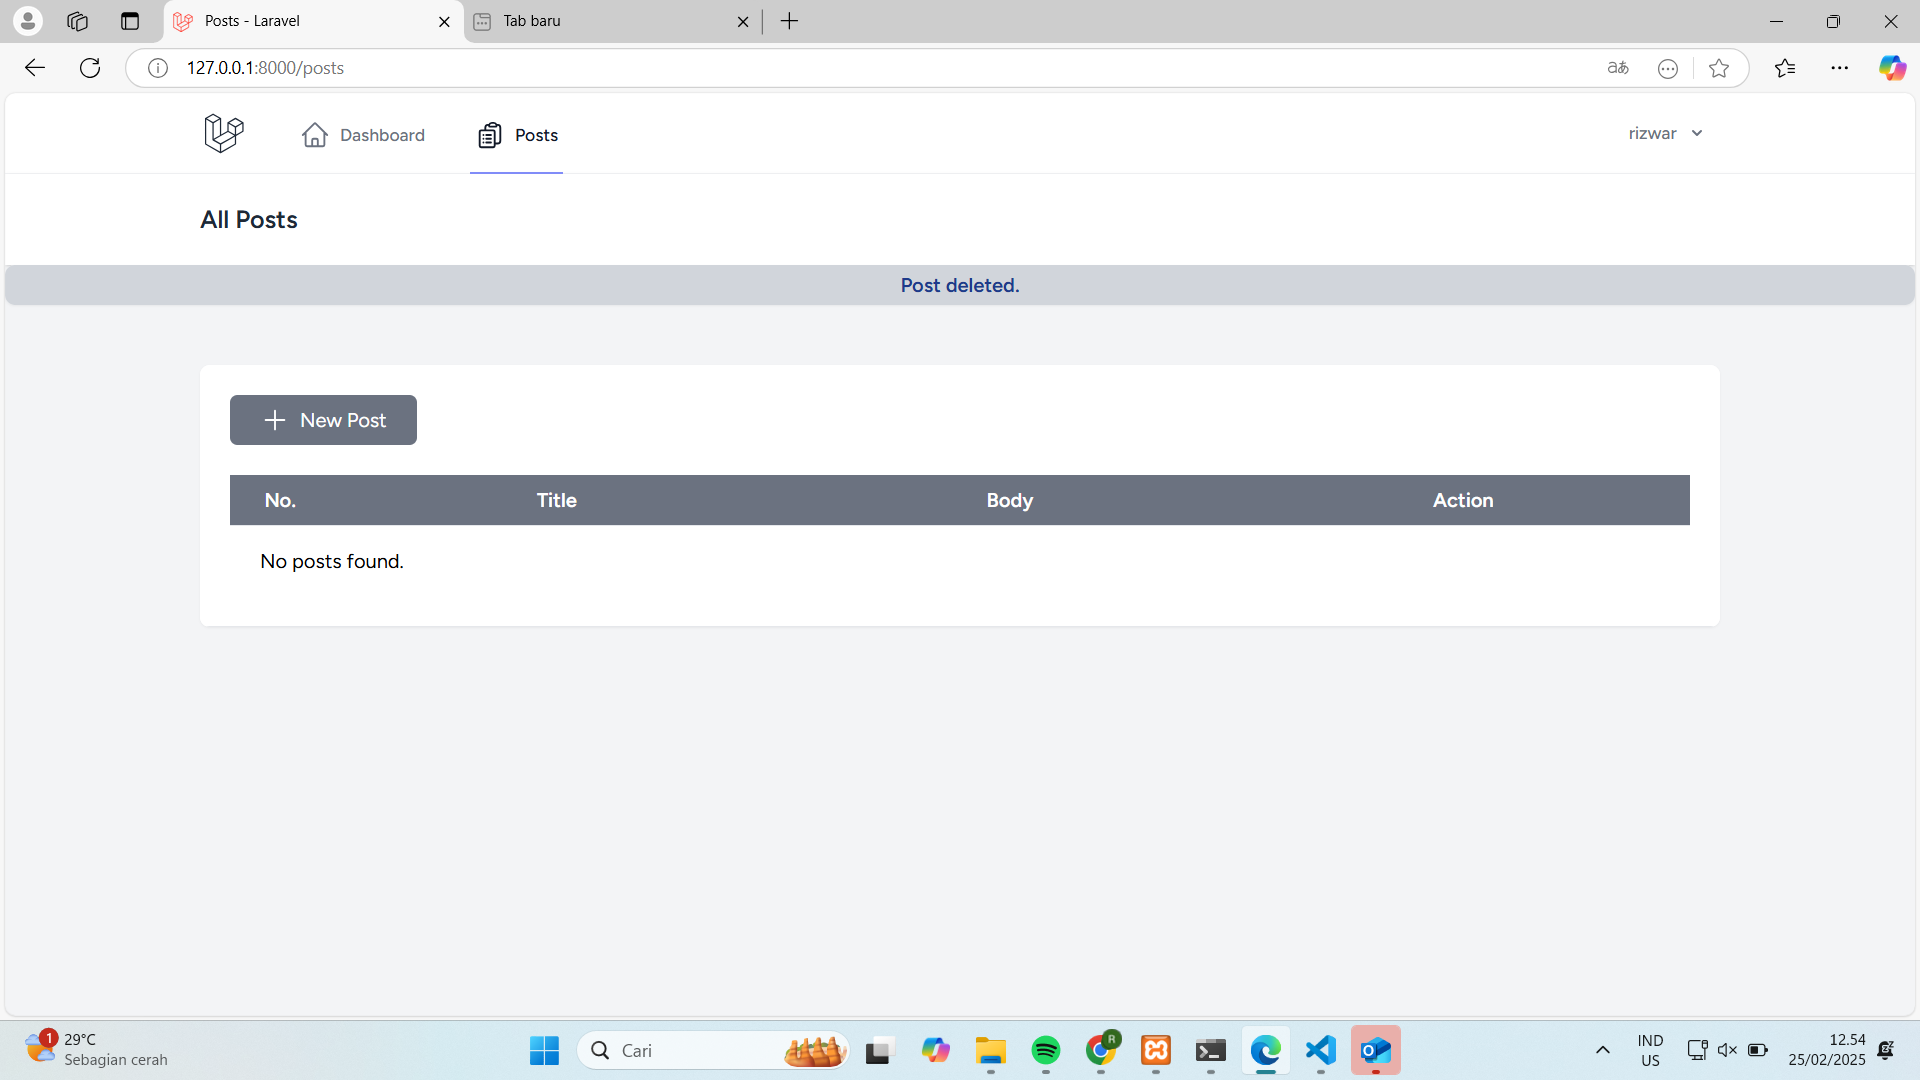 Posts - Laravel
Tab baru
127.0.0.1:8000/posts
aあ
Dashboard
Posts
rizwar
All Posts
Post deleted.
New Post
No. Title Body Action
No posts found.
1
29°C
Sebagian cerah
Cari
R
IND
US
12.54
25/02/2025